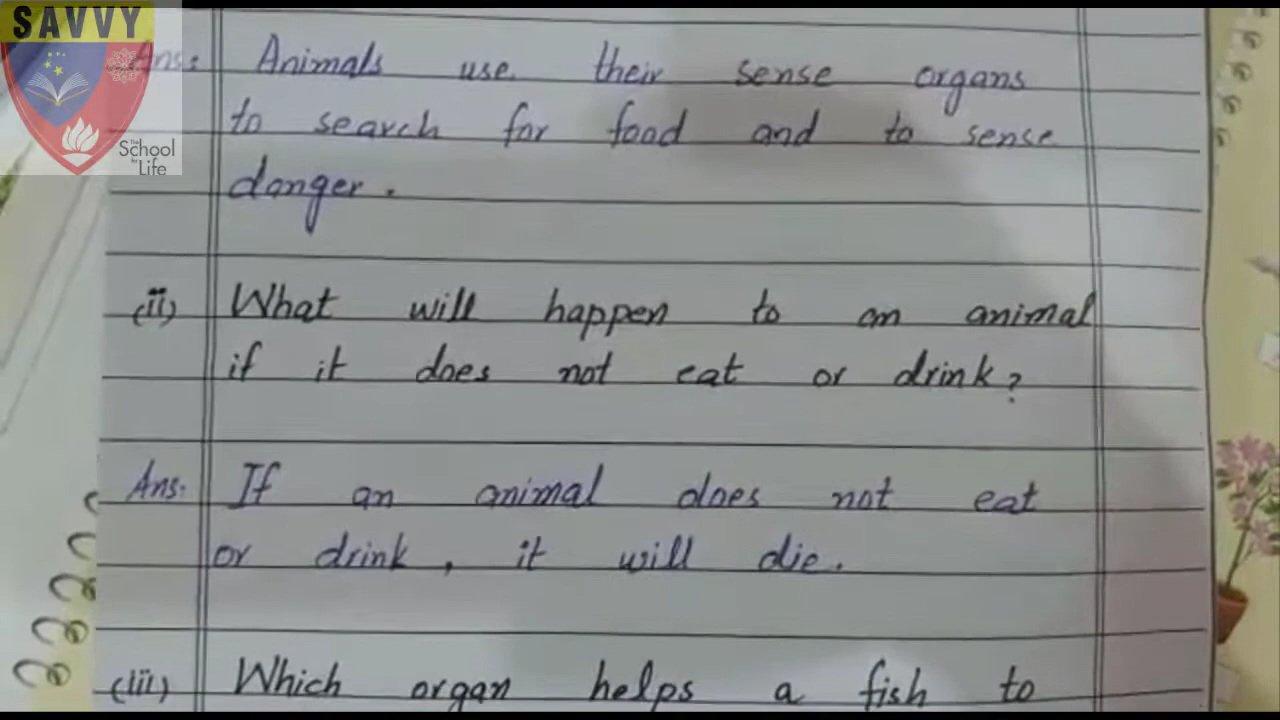 SAVVY
The School for Life
Ans: Animals use their sense organs
to search for food and to sense
danger.
(ii) What will happen to an animal
if it does not eat or drink?
Ans: If an animal does not eat
or drink, it will die.
(iii) Which organ helps a fish to